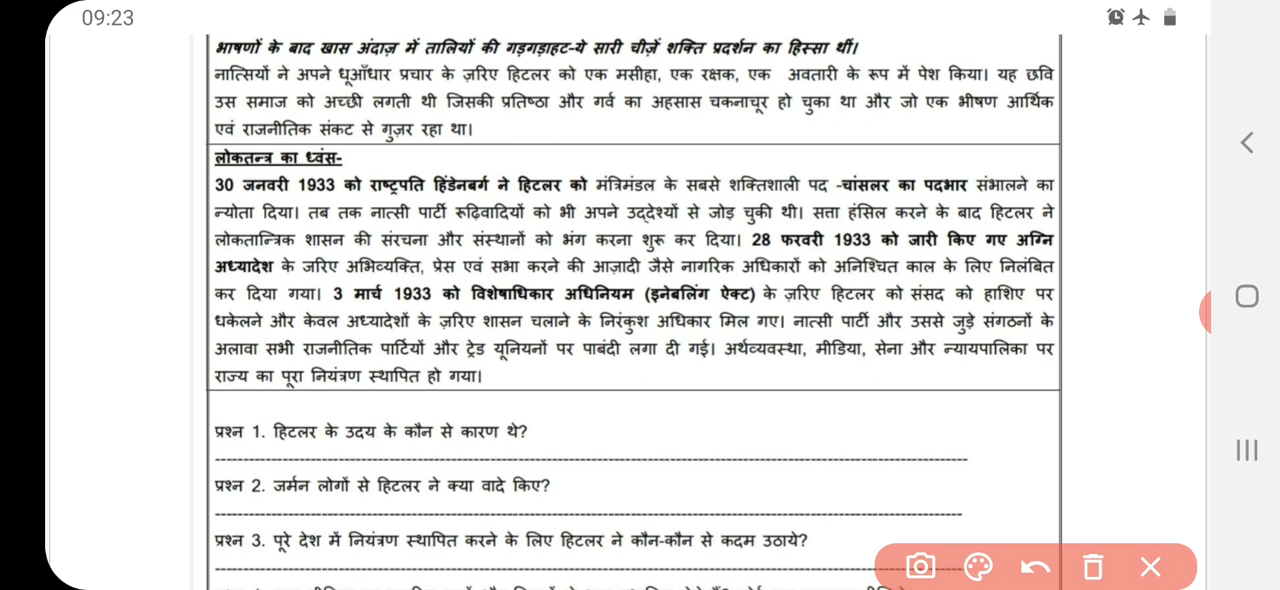 09:23
भाषणों के बाद खास अंदाज़ में तालियों की गड़गड़ाहट-ये सारी चीज़ें शक्ति प्रदर्शन का हिस्सा थीं।
नात्सियों ने अपने धूआँधार प्रचार के ज़रिए हिटलर को एक मसीहा, एक रक्षक, एक अवतारी के रूप में पेश किया। यह छवि
उस समाज को अच्छी लगती थी जिसकी प्रतिष्ठा और गर्व का अहसास चकनाचूर हो चुका था और जो एक भीषण आर्थिक
एवं राजनीतिक संकट से गुज़र रहा था।
लोकतन्त्र का ध्वंस-
30 जनवरी 1933 को राष्ट्रपति हिंडेनबर्ग ने हिटलर को मंत्रिमंडल के सबसे शक्तिशाली पद -चांसलर का पदभार संभालने का
न्योता दिया। तब तक नात्सी पार्टी रूढ़िवादियों को भी अपने उद्देश्यों से जोड़ चुकी थी। सत्ता हंसिल करने के बाद हिटलर ने
लोकतान्त्रिक शासन की संरचना और संस्थानों को भंग करना शुरू कर दिया। 28 फरवरी 1933 को जारी किए गए अग्नि
अध्यादेश के जरिए अभिव्यक्ति, प्रेस एवं सभा करने की आज़ादी जैसे नागरिक अधिकारों को अनिश्चित काल के लिए निलंबित
कर दिया गया। 3 मार्च 1933 को विशेषाधिकार अधिनियम (इनेबलिंग ऐक्ट) के ज़रिए हिटलर को संसद को हाशिए पर
धकेलने और केवल अध्यादेशों के ज़रिए शासन चलाने के निरंकुश अधिकार मिल गए। नात्सी पार्टी और उससे जुड़े संगठनों के
अलावा सभी राजनीतिक पार्टियों और ट्रेड यूनियनों पर पाबंदी लगा दी गई। अर्थव्यवस्था, मीडिया, सेना और न्यायपालिका पर
राज्य का पूरा नियंत्रण स्थापित हो गया।
प्रश्न 1. हिटलर के उदय के कौन से कारण थे?
प्रश्न 2. जर्मन लोगों से हिटलर ने क्या वादे किए?
प्रश्न 3. पूरे देश में नियंत्रण स्थापित करने के लिए हिटलर ने कौन-कौन से कदम उठाये?